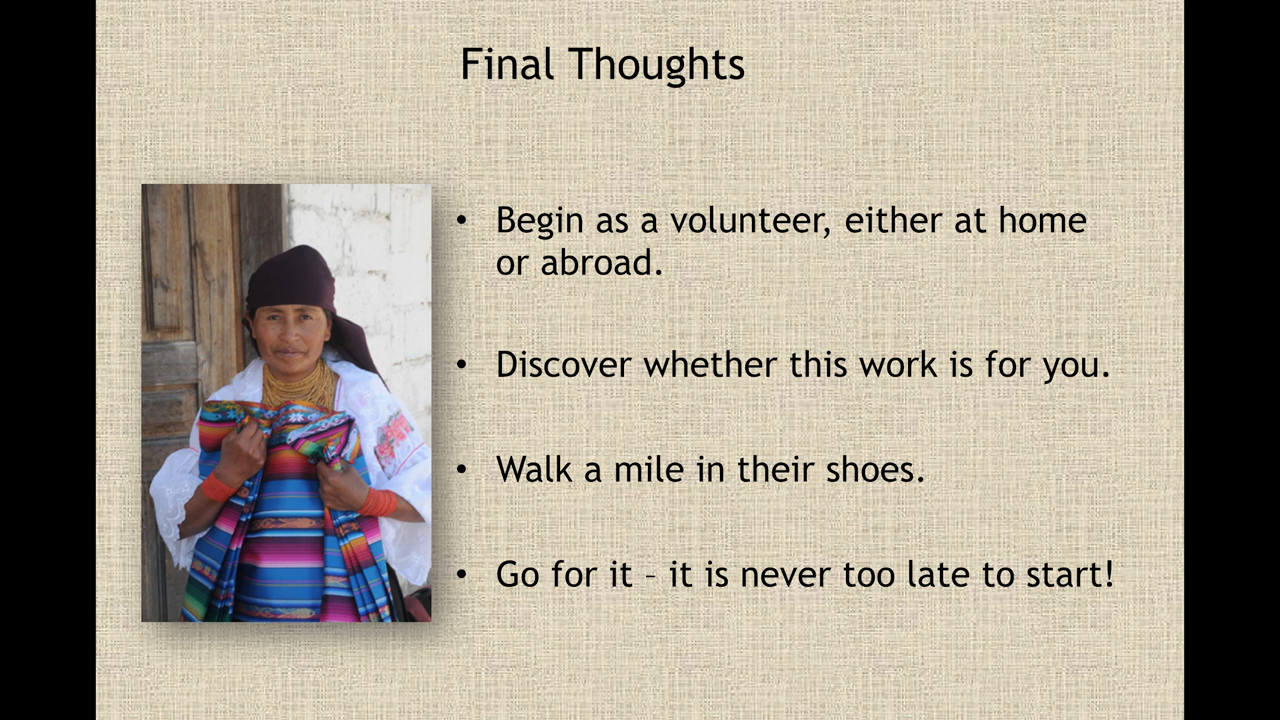 Final Thoughts
• Begin as a volunteer, either at home
or abroad.
• Discover whether this work is for you.
• Walk a mile in their shoes.
• Go for it – it is never too late to start!